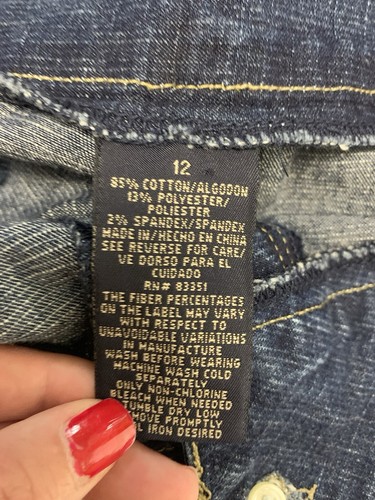 12
85% COTTON/ALGODON
13% POLYESTER/
POLIESTER
2% SPANDEX/SPANDEX
MADE IN/HECHO EN CHINA
SEE REVERSE FOR CARE/
VE DORSO PARA EL
CUIDADO
RN# 83351
THE FIBER PERCENTAGES
ON THE LABEL MAY VARY
WITH RESPECT TO
UNAVOIDABLE VARIATIONS
IN MANUFACTURE
WASH BEFORE WEARING
MACHINE WASH COLD
SEPARATELY
ONLY NON-CHLORINE
BLEACH WHEN NEEDED
TUMBLE DRY LOW
MOVE PROMPTLY
IRON DESIRED